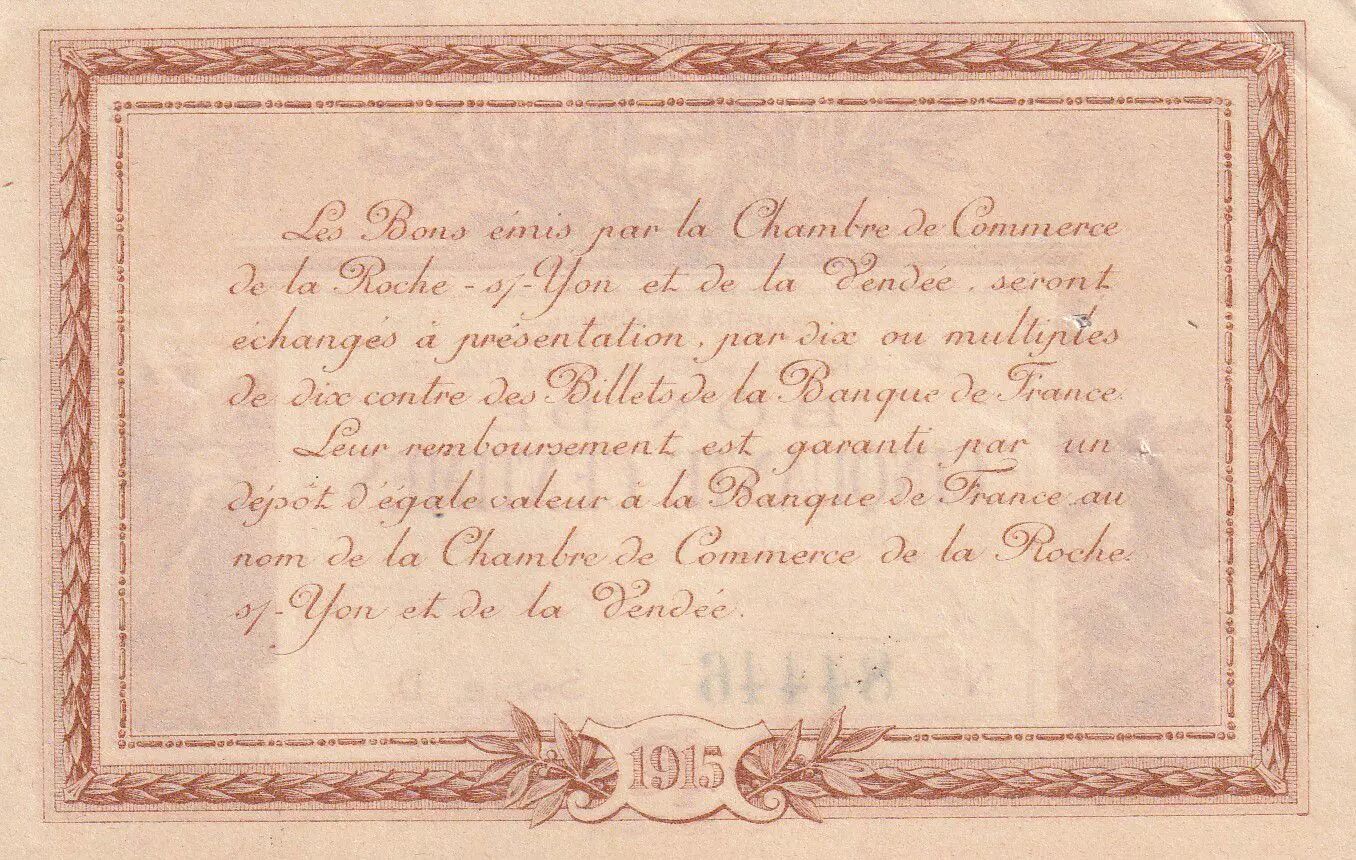 Les Bons émis par la Chambre de Commerce
de la Roche-s/-Yon et de la Vendée, seront
échangés à présentation, par dix ou multiples
de dix contre des Billets de la Banque de France.
Leur remboursement est garanti par un
dépôt d'égale valeur à la Banque de France au
nom de la Chambre de Commerce de la Roche-
s/-Yon et de la Vendée.
1915